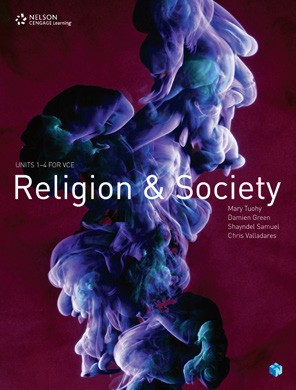 NELSON
CENGAGE Learning
UNITS 1–4 FOR VCE
Religion & Society
Mary Tuohy
Damien Green
Shayndel Samuel
Chris Valladares